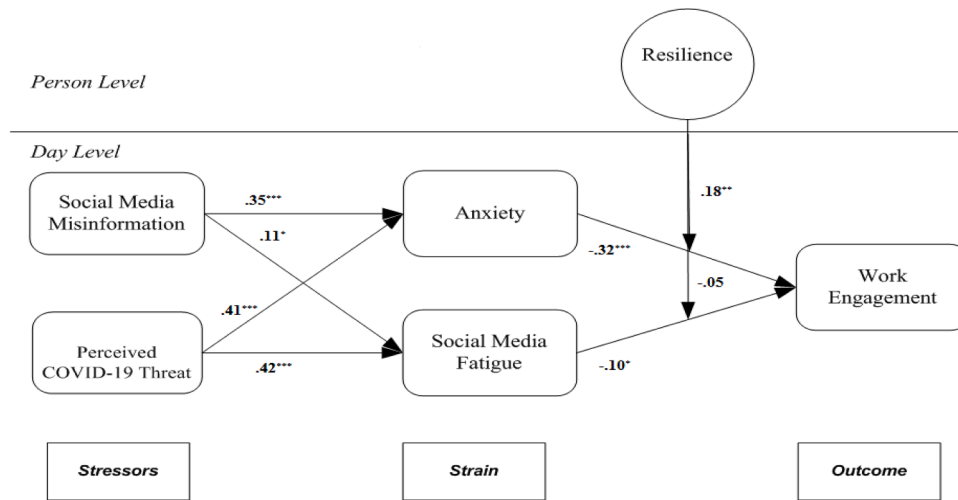 Resilience
Person Level
Day Level
Social Media
Misinformation
.35***
.11*
Anxiety
.18**
-.32***
-.05
Work
Engagement
.41***
Perceived
COVID-19 Threat
.42***
Social Media
Fatigue
-.10*
Stressors
Strain
Outcome